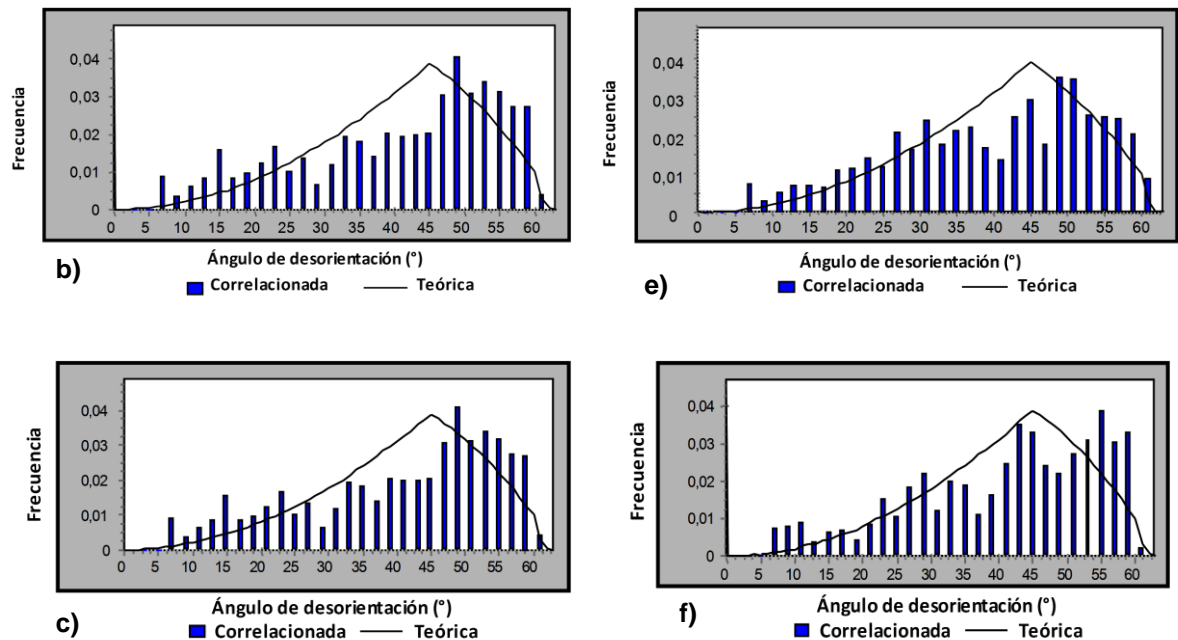 Frecuencia
0,04
0,03
0,02
0,01
0
0 5 10 15 20 25 30 35 40 45 50 55 60
Ángulo de desorientación (°)
b)
Correlacionada Teórica
Frecuencia
0,04
0,03
0,02
0,01
0
0 5 10 15 20 25 30 35 40 45 50 55 60
Ángulo de desorientación (°)
e)
Correlacionada Teórica
Frecuencia
0,04
0,03
0,02
0,01
0
0 5 10 15 20 25 30 35 40 45 50 55 60
Ángulo de desorientación (°)
c)
Correlacionada Teórica
Frecuencia
0,04
0,03
0,02
0,01
0
0 5 10 15 20 25 30 35 40 45 50 55 60
Ángulo de desorientación (°)
f)
Correlacionada Teórica